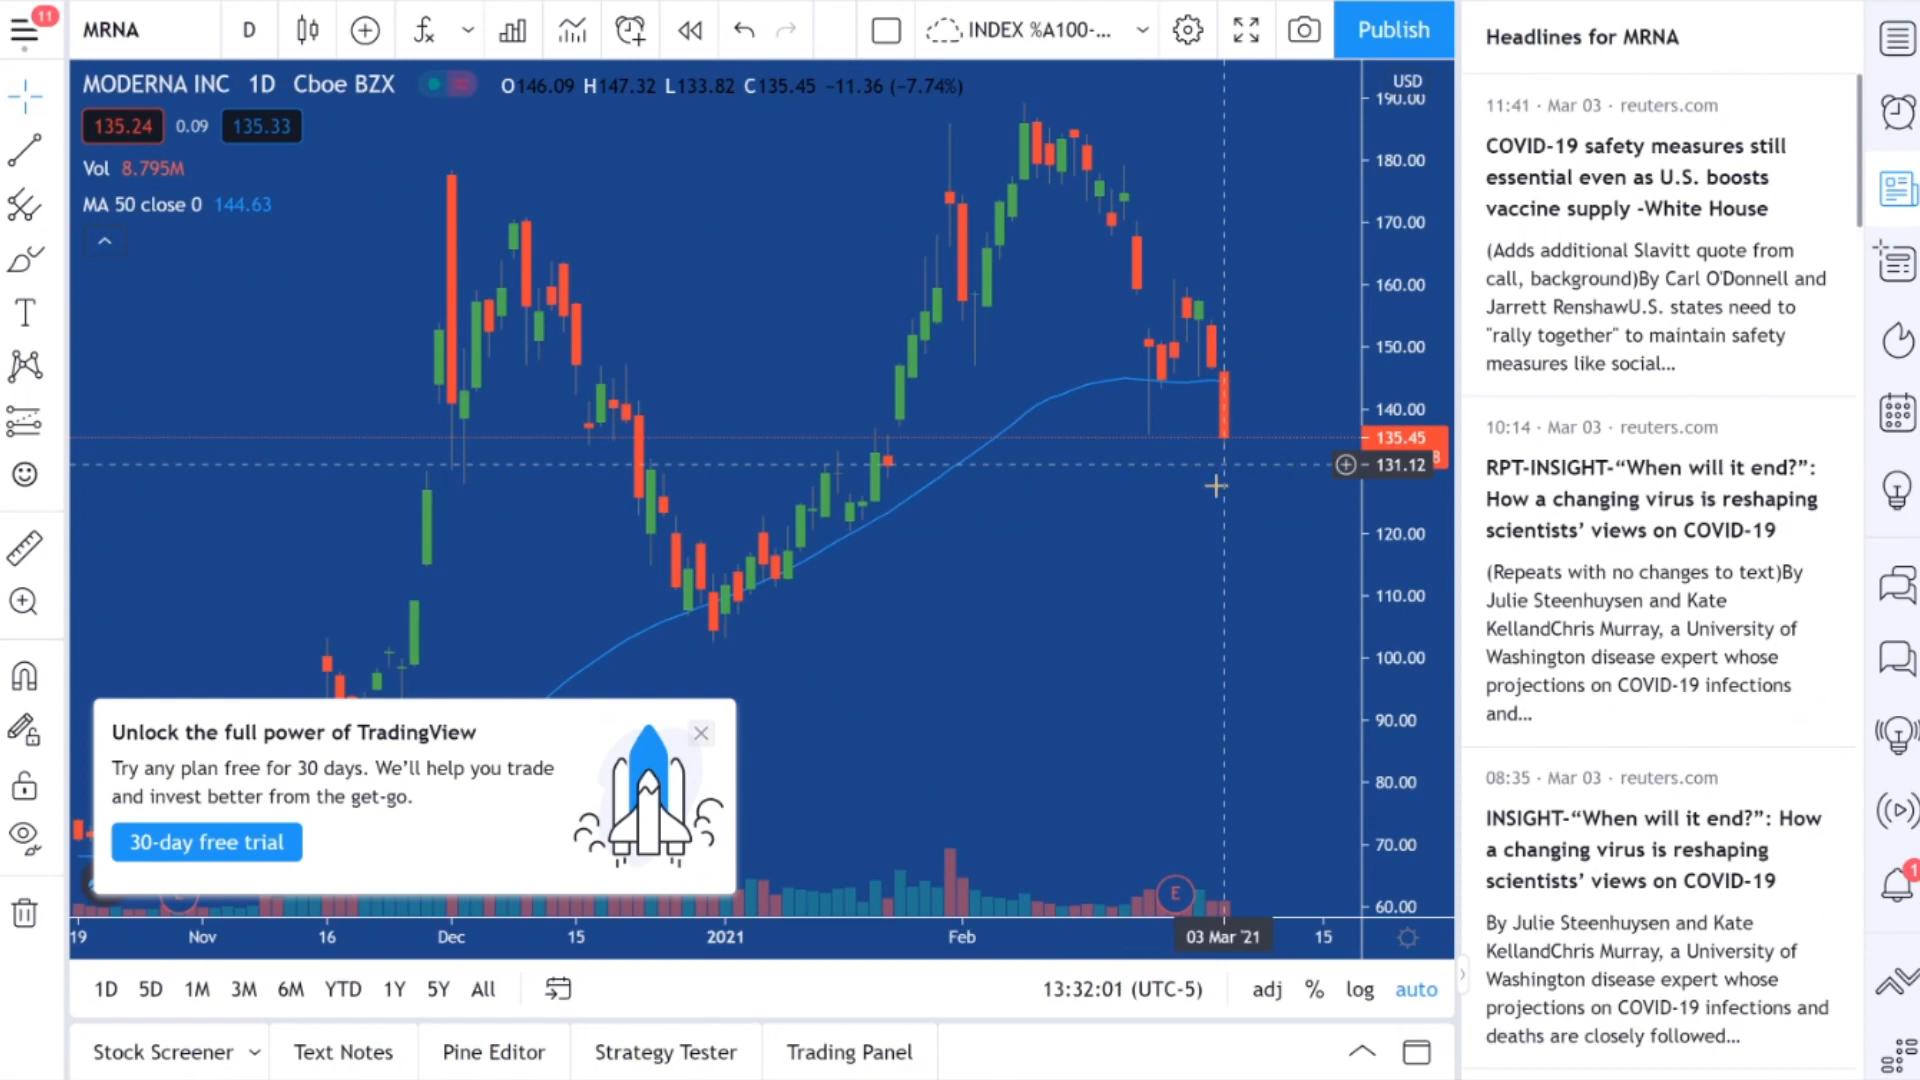 11
MRNA
D
INDEX %A100-...
Publish
MODERNA INC 1D Cboe BZX
O146.09 H147.32 L133.82 C135.45 −11.36 (−7.74%)
135.24 0.09 135.33
Vol 8.795M
MA 50 close 0 144.63
USD
190.00
180.00
170.00
160.00
150.00
140.00
135.45
8
131.12
120.00
110.00
100.00
90.00
80.00
70.00
60.00
Unlock the full power of TradingView
Try any plan free for 30 days. We’ll help you trade
and invest better from the get-go.
30-day free trial
E
19 Nov 16 Dec 15 2021 Feb 03 Mar '21 15
1D 5D 1M 3M 6M YTD 1Y 5Y All
13:32:01 (UTC-5) adj % log auto
Stock Screener Text Notes Pine Editor Strategy Tester Trading Panel
Headlines for MRNA
11:41 · Mar 03 · reuters.com
COVID-19 safety measures still
essential even as U.S. boosts
vaccine supply -White House
(Adds additional Slavitt quote from
call, background)By Carl O'Donnell and
Jarrett RenshawU.S. states need to
"rally together" to maintain safety
measures like social...
10:14 · Mar 03 · reuters.com
RPT-INSIGHT-“When will it end?”:
How a changing virus is reshaping
scientists’ views on COVID-19
(Repeats with no changes to text)By
Julie Steenhuysen and Kate
KellandChris Murray, a University of
Washington disease expert whose
projections on COVID-19 infections
and...
08:35 · Mar 03 · reuters.com
INSIGHT-“When will it end?”: How
a changing virus is reshaping
scientists’ views on COVID-19
By Julie Steenhuysen and Kate
KellandChris Murray, a University of
Washington disease expert whose
projections on COVID-19 infections and
deaths are closely followed...
1